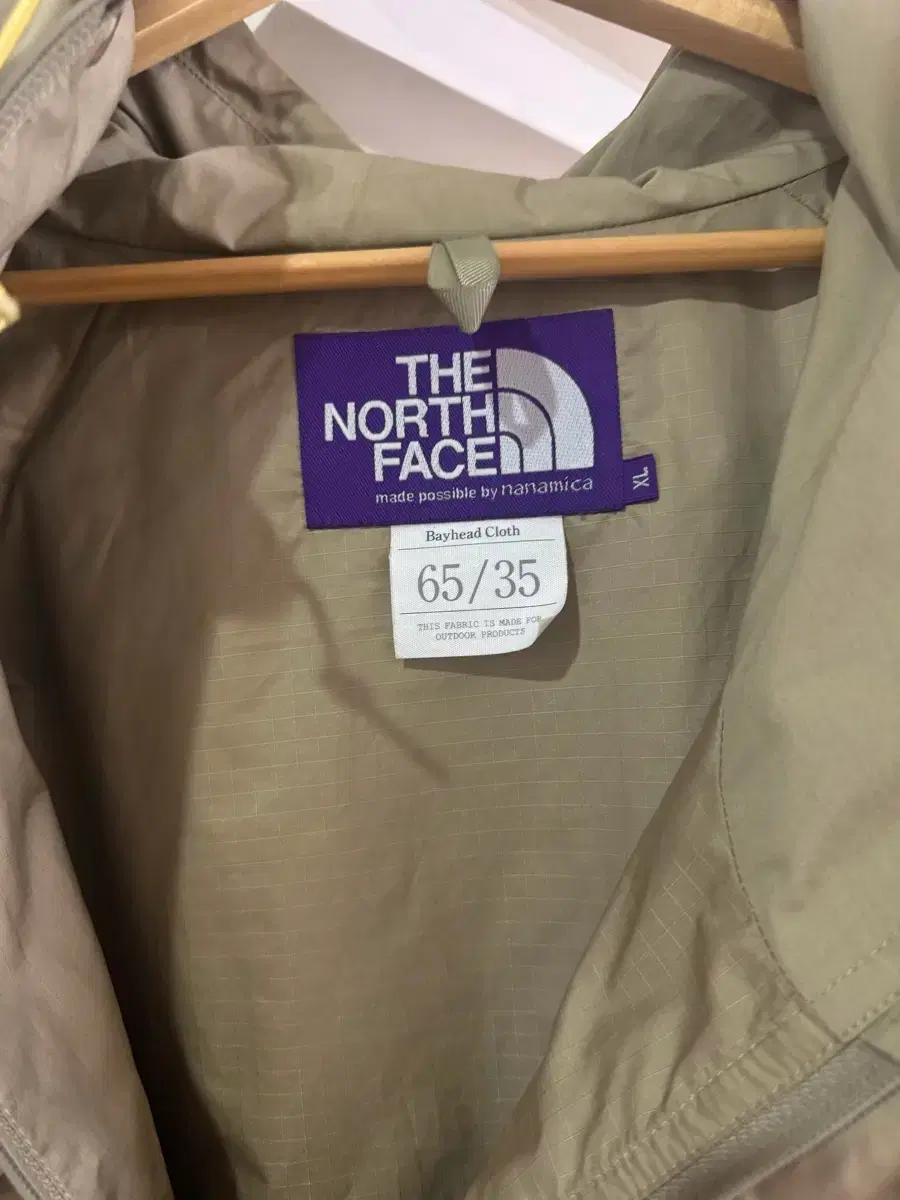 THE
NORTH
FACE
made possible by nanamica
XL
Bayhead Cloth
65/35
THIS FABRIC IS MADE FOR
OUTDOOR PRODUCTS